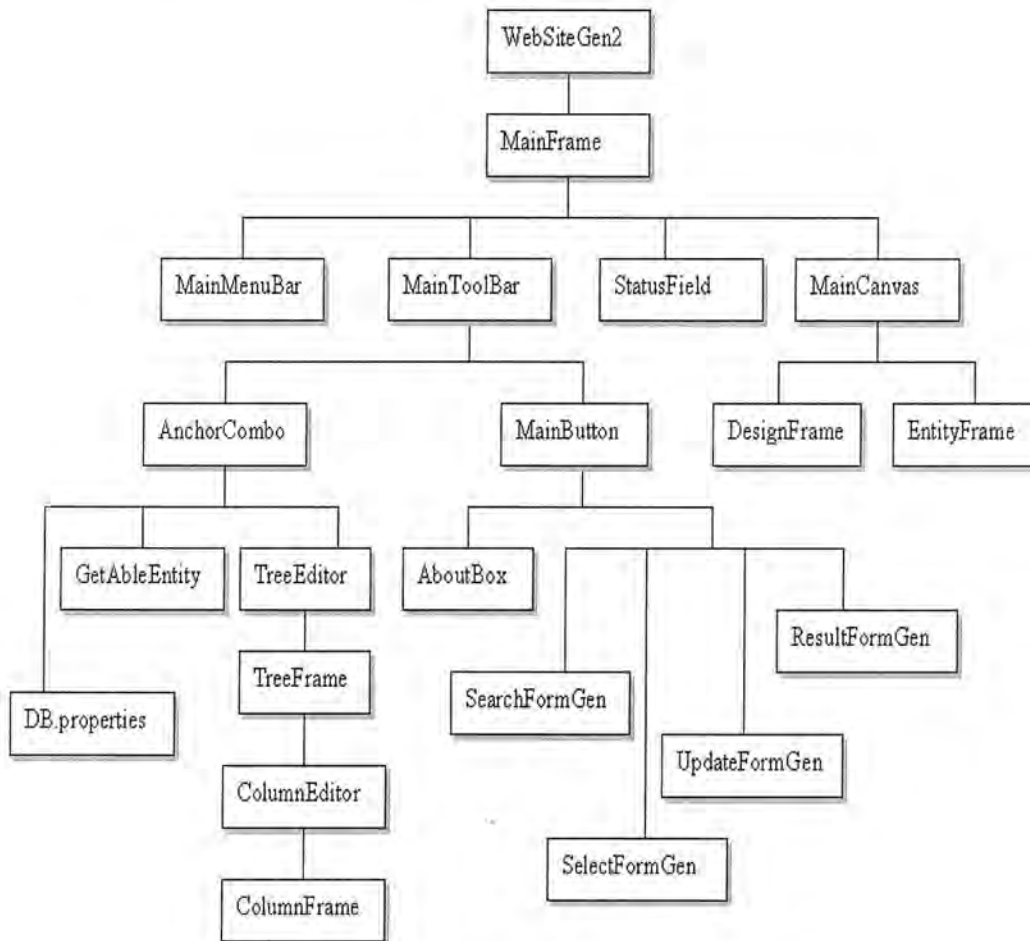 WebSiteGen2
MainFrame
MainMenuBar
MainToolBar
StatusField
MainCanvas
AnchorCombo
MainButton
DesignFrame
EntityFrame
GetAbleEntity
TreeEditor
AboutBox
ResultFormGen
TreeFrame
SearchFormGen
DB.properties
UpdateFormGen
ColumnEditor
SelectFormGen
ColumnFrame